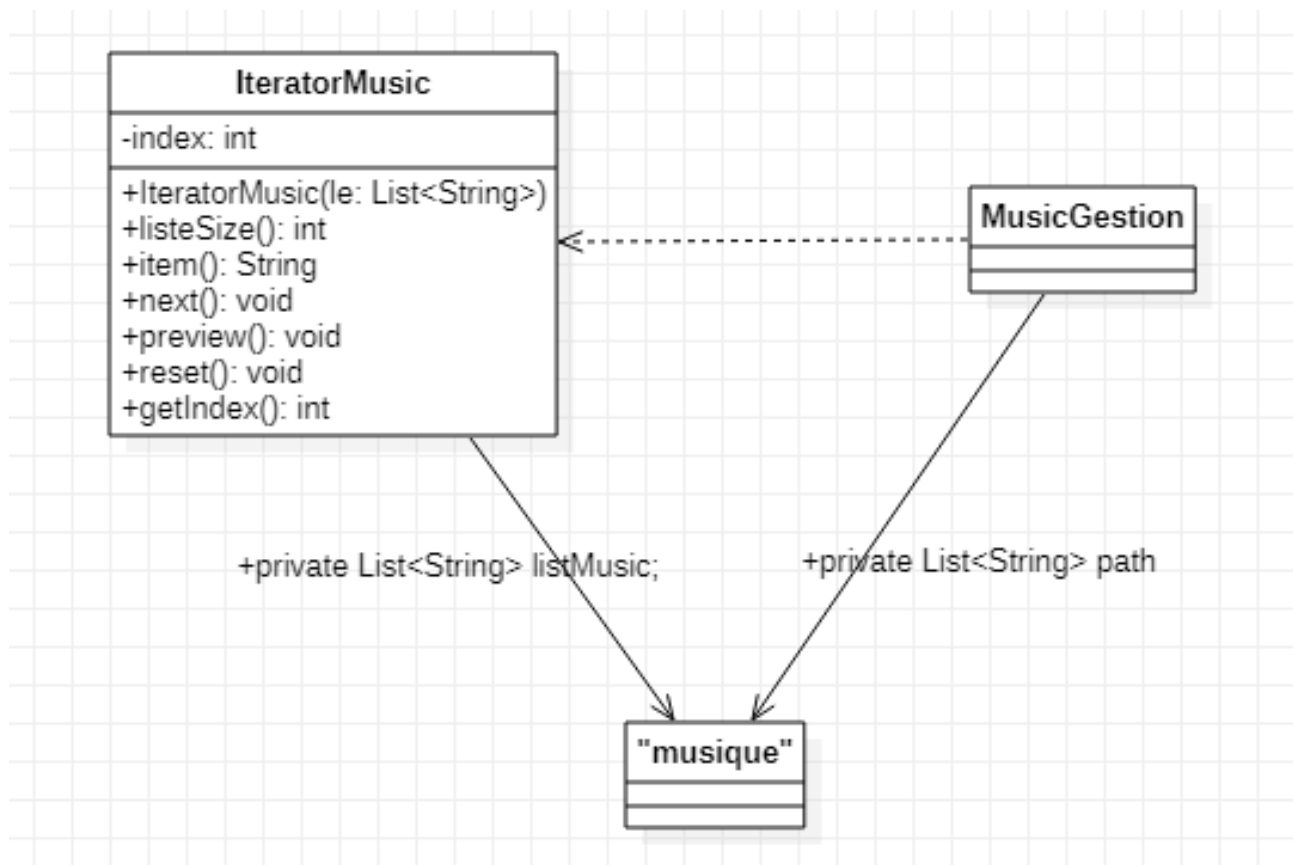 IteratorMusic
-index: int
+IteratorMusic(le: List<String>)
+listeSize(): int
+item(): String
+next(): void
+preview(): void
+reset(): void
+getIndex(): int
MusicGestion
+private List<String> listMusic;
+private List<String> path
"musique"